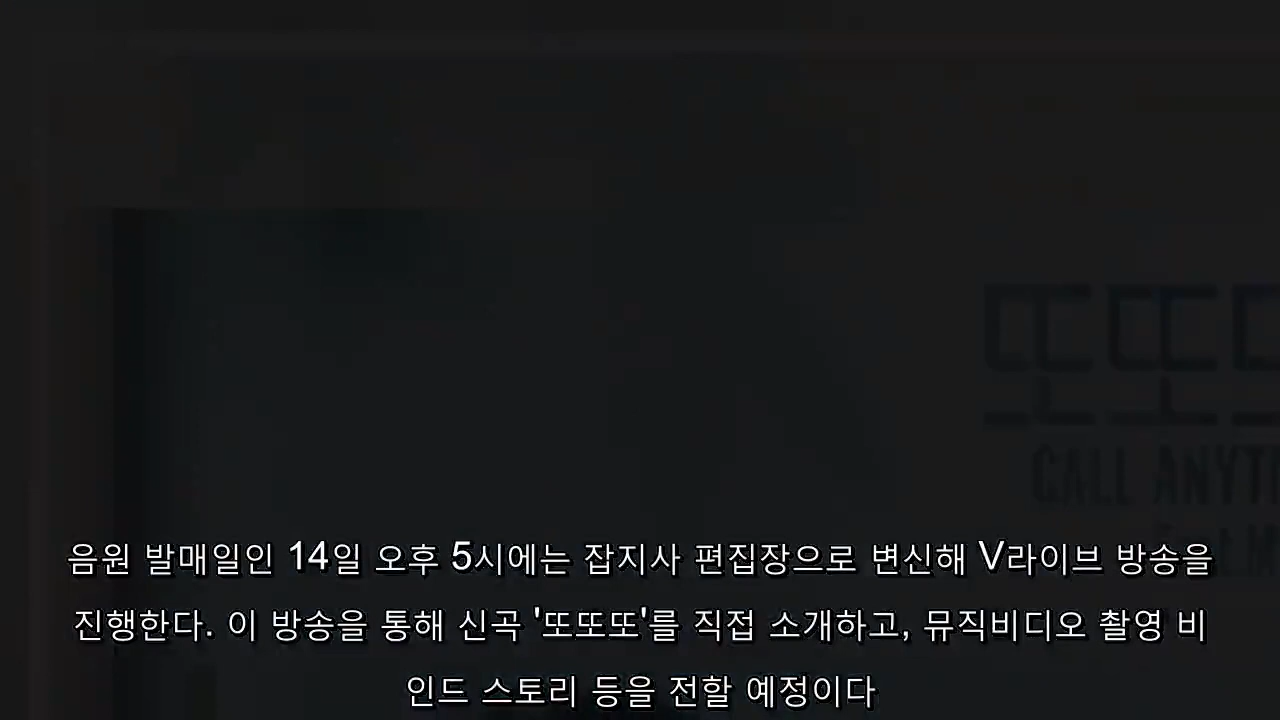 또또
CALL ANYT
음원 발매일인 14일 오후 5시에는 잡지사 편집장으로 변신해 V라이브 방송을
진행한다. 이 방송을 통해 신곡 '또또또'를 직접 소개하고, 뮤직비디오 촬영 비
인드 스토리 등을 전할 예정이다